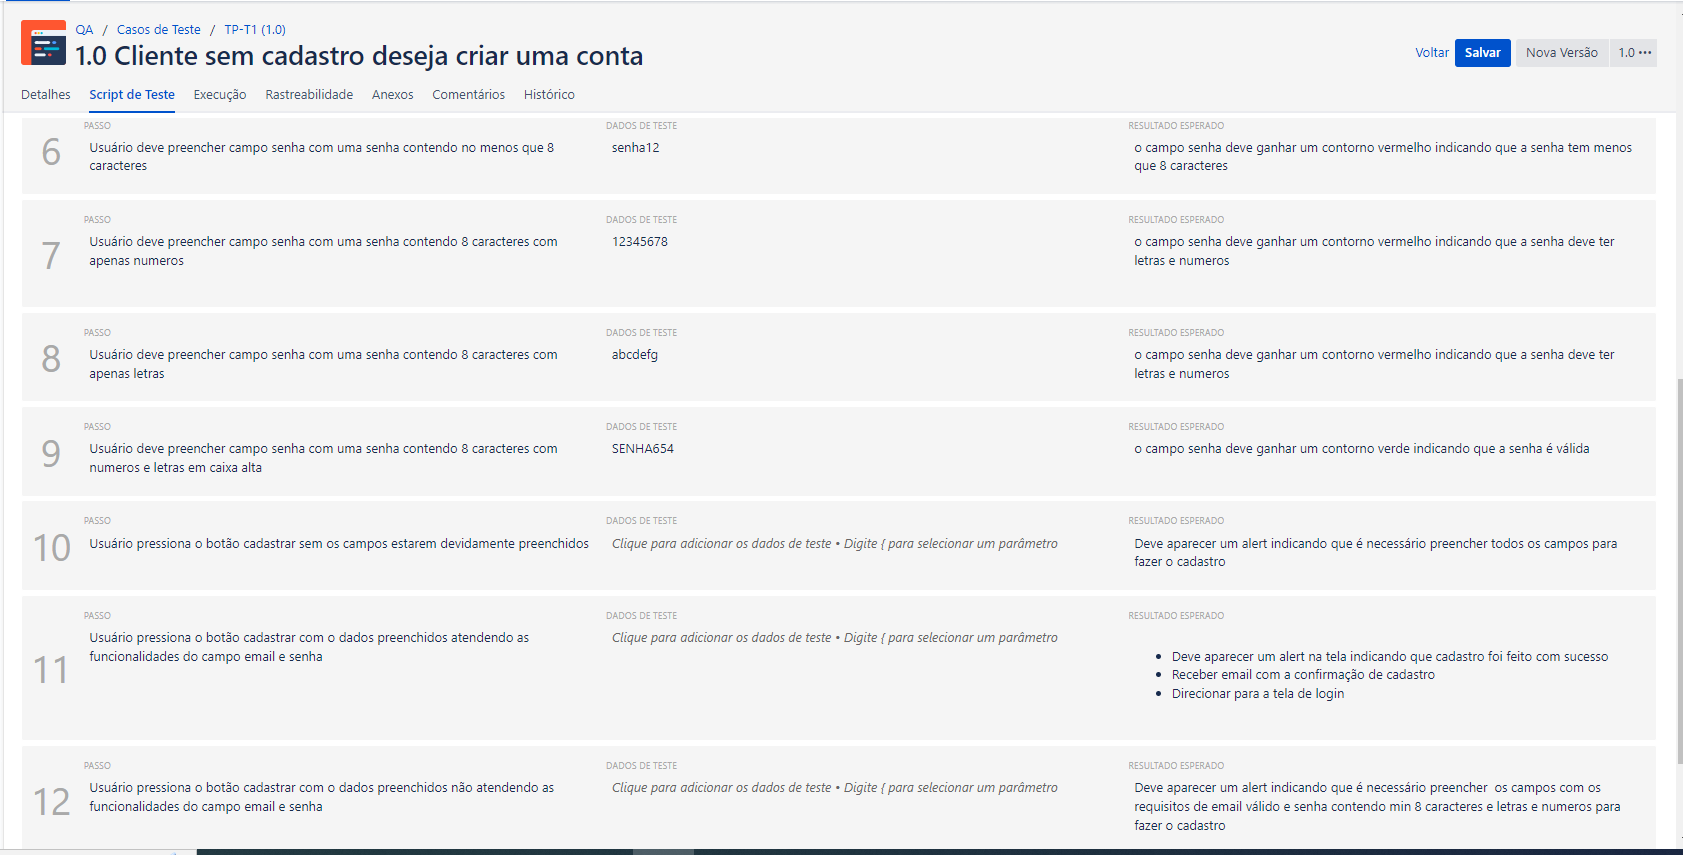 QA / Casos de Teste / TP-T1 (1.0)
1.0 Cliente sem cadastro deseja criar uma conta
Voltar Salvar Nova Versão 1.0 •••
Detalhes Script de Teste Execução Rastreabilidade Anexos Comentários Histórico
PASSO DADOS DE TESTE RESULTADO ESPERADO
6
Usuário deve preencher campo senha com uma senha contendo no menos que 8
caracteres
senha12
o campo senha deve ganhar um contorno vermelho indicando que a senha tem menos
que 8 caracteres
PASSO DADOS DE TESTE RESULTADO ESPERADO
7
Usuário deve preencher campo senha com uma senha contendo 8 caracteres com
apenas numeros
12345678
o campo senha deve ganhar um contorno vermelho indicando que a senha deve ter
letras e numeros
PASSO DADOS DE TESTE RESULTADO ESPERADO
8
Usuário deve preencher campo senha com uma senha contendo 8 caracteres com
apenas letras
abcdefg
o campo senha deve ganhar um contorno vermelho indicando que a senha deve ter
letras e numeros
PASSO DADOS DE TESTE RESULTADO ESPERADO
9
Usuário deve preencher campo senha com uma senha contendo 8 caracteres com
numeros e letras em caixa alta
SENHA654
o campo senha deve ganhar um contorno verde indicando que a senha é válida
PASSO DADOS DE TESTE RESULTADO ESPERADO
10
Usuário pressiona o botão cadastrar sem os campos estarem devidamente preenchidos
Clique para adicionar os dados de teste • Digite { para selecionar um parâmetro
Deve aparecer um alert indicando que é necessário preencher todos os campos para
fazer o cadastro
PASSO DADOS DE TESTE RESULTADO ESPERADO
11
Usuário pressiona o botão cadastrar com o dados preenchidos atendendo as
funcionalidades do campo email e senha
Clique para adicionar os dados de teste • Digite { para selecionar um parâmetro
• Deve aparecer um alert na tela indicando que cadastro foi feito com sucesso
• Receber email com a confirmação de cadastro
• Direcionar para a tela de login
PASSO DADOS DE TESTE RESULTADO ESPERADO
12
Usuário pressiona o botão cadastrar com o dados preenchidos não atendendo as
funcionalidades do campo email e senha
Clique para adicionar os dados de teste • Digite { para selecionar um parâmetro
Deve aparecer um alert indicando que é necessário preencher os campos com os
requisitos de email válido e senha contendo min 8 caracteres e letras e numeros para
fazer o cadastro